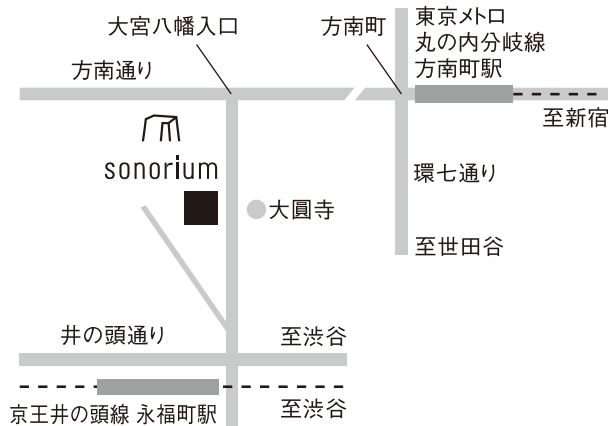 大宮八幡入口
方南町
東京メトロ
丸の内分岐線
方南町駅
方南通り
至新宿
sonorium
環七通り
大圓寺
至世田谷
井の頭通り
至渋谷
京王井の頭線 永福町駅
至渋谷